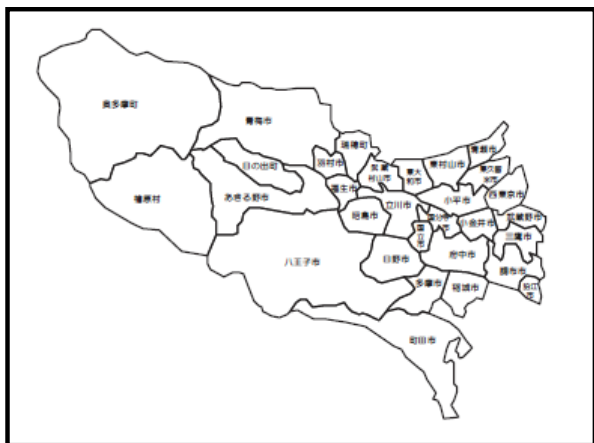 奥多摩町
青梅市
瑞穂町
日の出町
羽村市
武蔵
村山市
東大
和市
東村山市
清瀬市
東久留
米市
西東京市
檜原村
あきる野市
福生市
昭島市
立川市
小平市
国分寺
市
小金井市
武蔵野市
三鷹市
国立
市
八王子市
日野市
府中市
調布市
狛江
市
多摩市
稲城市
町田市